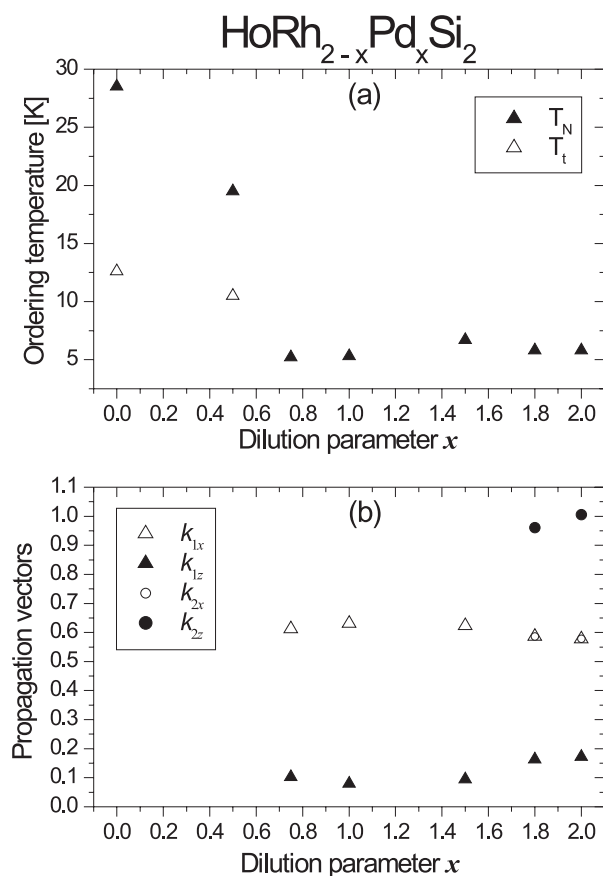 HoRh2-xPdxSi2
(a)
Ordering temperature [K]
30
25
20
15
10
5
TN
Tt
0.0 0.2 0.4 0.6 0.8 1.0 1.2 1.4 1.6 1.8 2.0
Dilution parameter x
(b)
Propagation vectors
1.1
1.0
0.9
0.8
0.7
0.6
0.5
0.4
0.3
0.2
0.1
0.0
k1x
k1z
k2x
k2z
0.0 0.2 0.4 0.6 0.8 1.0 1.2 1.4 1.6 1.8 2.0
Dilution parameter x